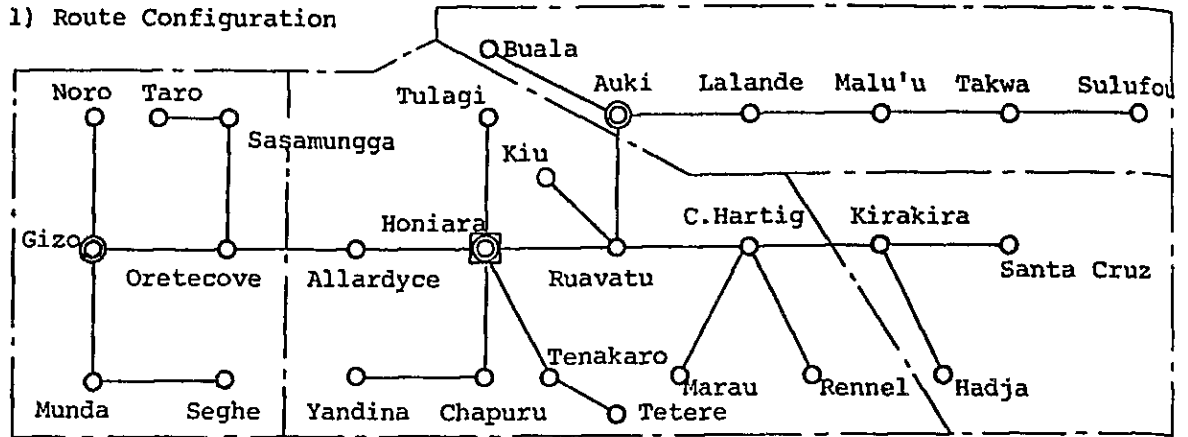 1) Route Configuration
Buala
Noro Taro Tulagi Auki Lalande Malu'u Takwa Sulufou
Sasamungga
Kiu
Honiara C.Hartig Kirakira
Gizo
Oretecove Allardyce Ruavatu Santa Cruz
Tenakaro
Munda Seghe Yandina Chapuru Marau Rennel Hadja
Tetere